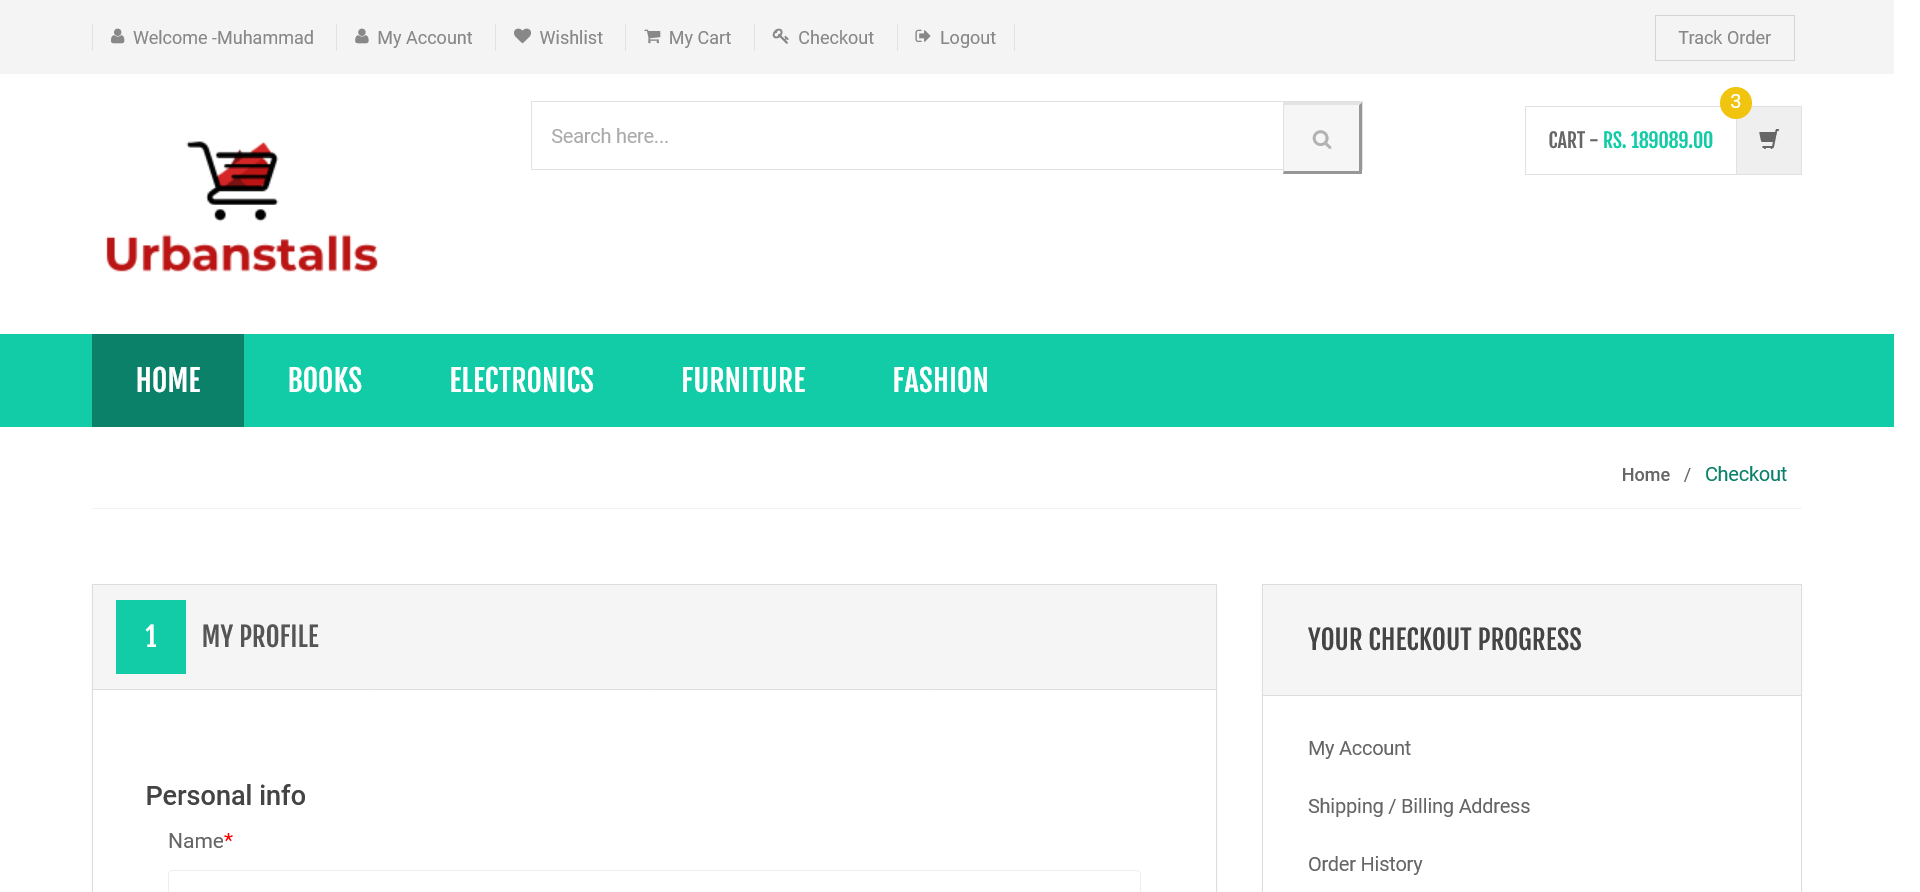 Welcome -Muhammad My Account Wishlist My Cart Checkout Logout Track Order
Search here...
3
CART - RS. 189089.00
Urbanstalls
HOME BOOKS ELECTRONICS FURNITURE FASHION
Home / Checkout
1 MY PROFILE
Personal info
Name*
YOUR CHECKOUT PROGRESS
My Account
Shipping / Billing Address
Order History